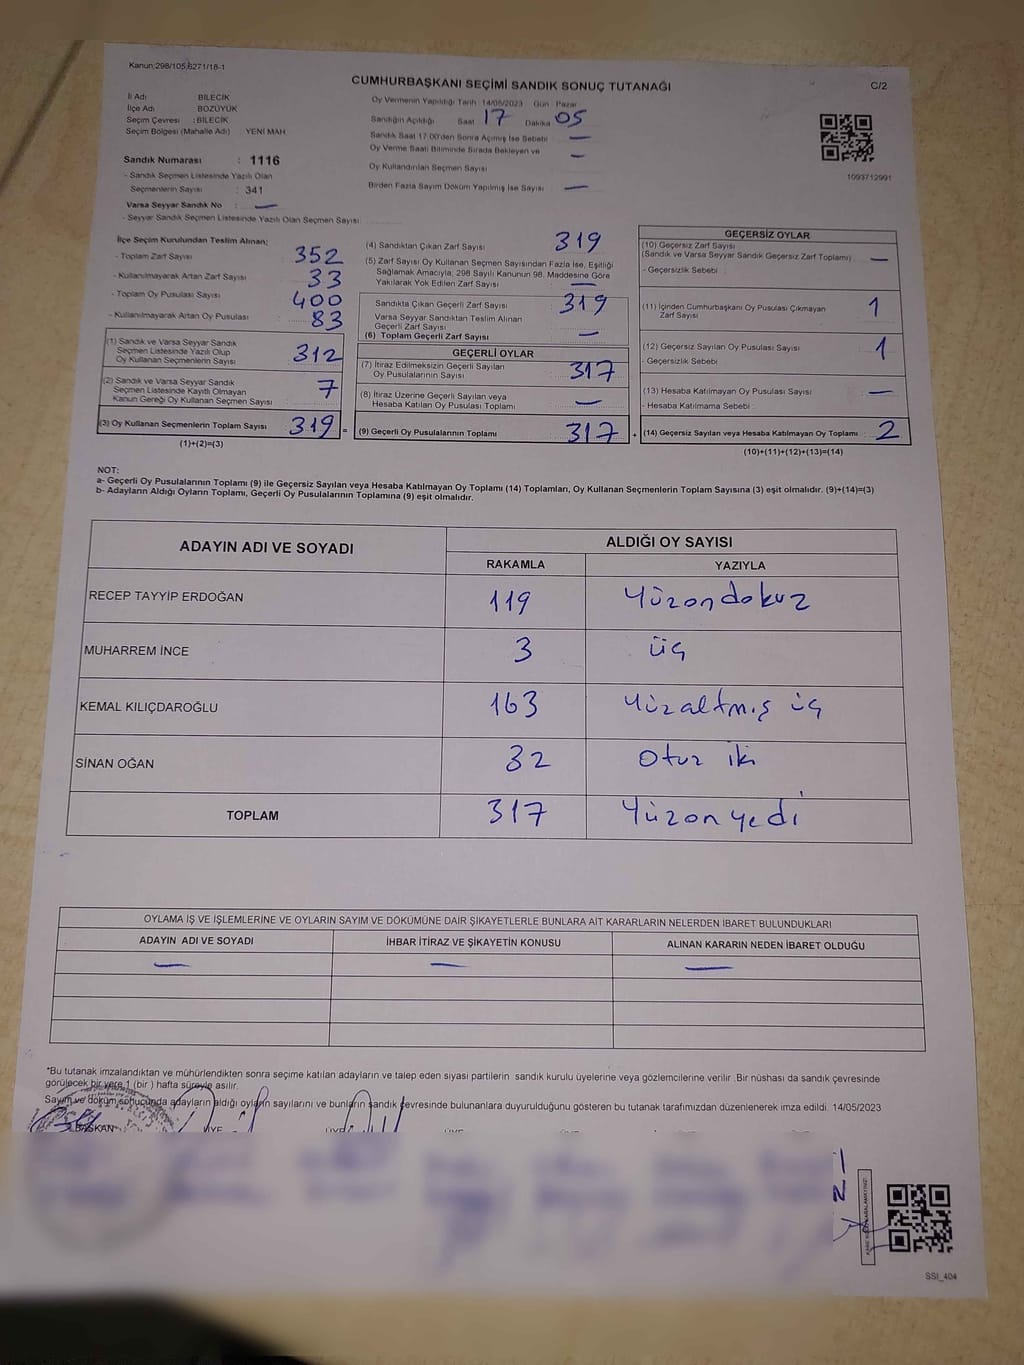 Kanun;298/105,6271/18-1
CUMHURBAŞKANI SEÇİMİ SANDIK SONUÇ TUTANAĞI
C/2
İl Adı BİLECİK
İlçe Adı BOZÜYÜK
Seçim Çevresi : BİLECİK
Seçim Bölgesi (Mahalle Adı) YENİ MAH
Oy Vermenin Yapıldığı Tarih 14/05/2023 Gün Pazar
Sandığın Açıldığı Saat 17 Dakika 05
Sandık Saat 17:00'den Sonra Açılmış İse Sebebi —
Oy Verme Saati Bitiminde Sırada Bekleyen ve
Oy Kullandırılan Seçmen Sayısı —
Birden Fazla Sayım Döküm Yapılmış İse Sayısı —
1093712991
Sandık Numarası : 1116
- Sandık Seçmen Listesinde Yazılı Olan
Seçmenlerin Sayısı : 341
Varsa Seyyar Sandık No : —
- Seyyar Sandık Seçmen Listesinde Yazılı Olan Seçmen Sayısı:
İlçe Seçim Kurulundan Teslim Alınan;
- Toplam Zarf Sayısı 352
- Kullanılmayarak Artan Zarf Sayısı 33
- Toplam Oy Pusulası Sayısı 400
- Kullanılmayarak Artan Oy Pusulası 83
(1) Sandık ve Varsa Seyyar Sandık
Seçmen Listesinde Yazılı Olup
Oy Kullanan Seçmenlerin Sayısı 312
(2) Sandık ve Varsa Seyyar Sandık
Seçmen Listesinde Kayıtlı Olmayan
Kanun Gereği Oy Kullanan Seçmen Sayısı 7
(3) Oy Kullanan Seçmenlerin Toplam Sayısı 319 =
(1)+(2)=(3)
(4) Sandıktan Çıkan Zarf Sayısı 319
(5) Zarf Sayısı Oy Kullanan Seçmen Sayısından Fazla İse, Eşitliği
Sağlamak Amacıyla; 298 Sayılı Kanunun 98. Maddesine Göre
Yakılarak Yok Edilen Zarf Sayısı —
Sandıkta Çıkan Geçerli Zarf Sayısı 319
Varsa Seyyar Sandıktan Teslim Alınan
Geçerli Zarf Sayısı
(6) Toplam Geçerli Zarf Sayısı —
GEÇERLİ OYLAR
(7) İtiraz Edilmeksizin Geçerli Sayılan
Oy Pusulalarının Sayısı 317
(8) İtiraz Üzerine Geçerli Sayılan veya
Hesaba Katılan Oy Pusulası Toplamı —
(9) Geçerli Oy Pusulalarının Toplamı 317 +
GEÇERSİZ OYLAR
(10) Geçersiz Zarf Sayısı
(Sandık ve Varsa Seyyar Sandık Geçersiz Zarf Toplamı) —
- Geçersizlik Sebebi :
(11) İçinden Cumhurbaşkanı Oy Pusulası Çıkmayan
Zarf Sayısı 1
(12) Geçersiz Sayılan Oy Pusulası Sayısı 1
- Geçersizlik Sebebi :
(13) Hesaba Katılmayan Oy Pusulası Sayısı —
- Hesaba Katılmama Sebebi :
(14) Geçersiz Sayılan veya Hesaba Katılmayan Oy Toplamı : 2
(10)+(11)+(12)+(13)=(14)
NOT:
a- Geçerli Oy Pusulalarının Toplamı (9) ile Geçersiz Sayılan veya Hesaba Katılmayan Oy Toplamı (14) Toplamları, Oy Kullanan Seçmenlerin Toplam Sayısına (3) eşit olmalıdır. (9)+(14)=(3)
b- Adayların Aldığı Oyların Toplamı, Geçerli Oy Pusulalarının Toplamına (9) eşit olmalıdır.
ADAYIN ADI VE SOYADI ALDIĞI OY SAYISI
RAKAMLA YAZIYLA
RECEP TAYYİP ERDOĞAN 119 Yüzondokuz
MUHARREM İNCE 3 üç
KEMAL KILIÇDAROĞLU 163 Yüzaltmış üç
SİNAN OĞAN 32 Otuz iki
TOPLAM 317 Yüzonyedi
OYLAMA İŞ VE İŞLEMLERİNE VE OYLARIN SAYIM VE DÖKÜMÜNE DAİR ŞİKAYETLERLE BUNLARA AİT KARARLARIN NELERDEN İBARET BULUNDUKLARI
ADAYIN ADI VE SOYADI İHBAR İTİRAZ VE ŞİKAYETİN KONUSU ALINAN KARARIN NEDEN İBARET OLDUĞU
— — —
*Bu tutanak imzalandıktan ve mühürlendikten sonra seçime katılan adayların ve talep eden siyasi partilerin sandık kurulu üyelerine veya gözlemcilerine verilir .Bir nüshası da sandık çevresinde
görülecek bir yere 1 (bir ) hafta süreyle asılır.
Sayım ve döküm sonucunda adayların aldığı oyların sayılarını ve bunların sandık çevresinde bulunanlara duyurulduğunu gösteren bu tutanak tarafımızdan düzenlenerek imza edildi. 14/05/2023
BAŞKAN ÜYE ÜYE
SSI_404